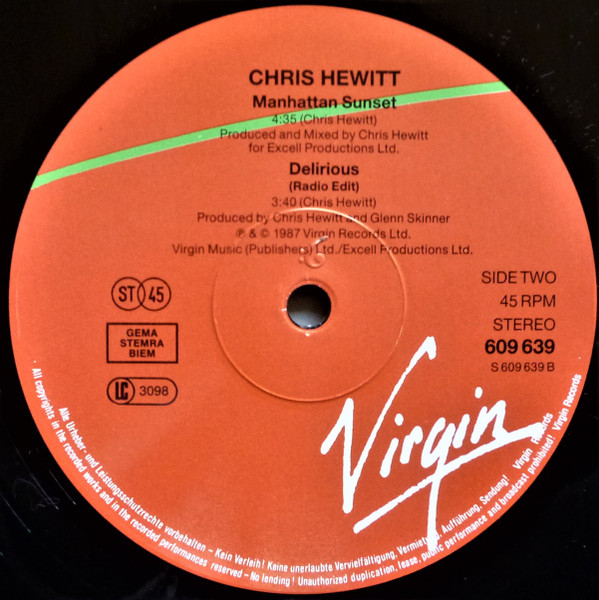 CHRIS HEWITT
Manhattan Sunset
4:35 (Chris Hewitt)
Produced and Mixed by Chris Hewitt
for Excell Productions Ltd.
Delirious
(Radio Edit)
3:40 (Chris Hewitt)
Produced by Chris Hewitt and Glenn Skinner
℗ & © 1987 Virgin Records Ltd.
Virgin Music (Publishers) Ltd./Excell Productions Ltd.
ST 45
GEMA
STEMRA
BIEM
LC 3098
SIDE TWO
45 RPM
STEREO
609 639
S 609 639 B
Virgin
Alle Urheber- und Leistungsschutzrechte vorbehalten – Kein Verleih! Keine unerlaubte Vervielfältigung, Vermietung, Aufführung, Sendung! Virgin Records
All copyrights in the recorded works and in the recorded performances reserved – No lending! Unauthorized duplication, lease, public performance and broadcast prohibited! Virgin Records